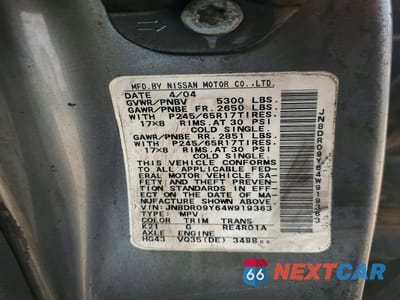 MFD.BY NISSAN MOTOR CO.,LTD.
DATE 4/04
GVWR/PNBV 5300 LBS.
GAWR/PNBE FR. 2650 LBS.
WITH P245/65R17TIRES.
17X8 RIMS.AT 30 PSI
COLD SINGLE
GAWR/PNBE RR. 2851 LBS.
WITH P245/65R17TIRES.
17X8 RIMS.AT 30 PSI
COLD SINGLE.
THIS VEHICLE CONFORMS
TO ALL APPLICABLE FED-
ERAL MOTOR VEHICLE SA-
FETY AND THEFT PREVEN-
TION STANDARDS IN EFF-
ECT ON THE DATE OF MA-
NUFACTURE SHOWN ABOVE
V/N: JN8DR09Y64W919363
TYPE: MPV
COLOR TRIM TRANS
K21 G RE4R01A
AXLE ENGINE
HG43 VQ35(DE) 3498cc
JN8DR09Y64W919363
66 NEXTCAR